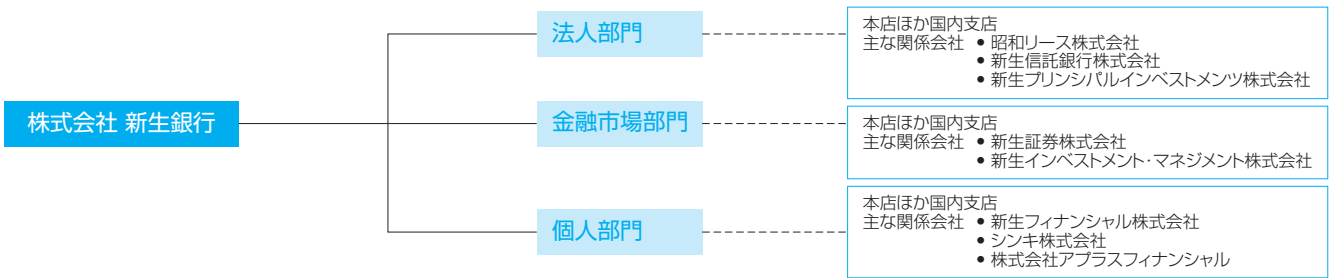 株式会社 新生銀行
法人部門
本店ほか国内支店
主な関係会社 ● 昭和リース株式会社
● 新生信託銀行株式会社
● 新生プリンシパルインベストメンツ株式会社
金融市場部門
本店ほか国内支店
主な関係会社 ● 新生証券株式会社
● 新生インベストメント・マネジメント株式会社
個人部門
本店ほか国内支店
主な関係会社 ● 新生フィナンシャル株式会社
● シンキ株式会社
● 株式会社アプラスフィナンシャル